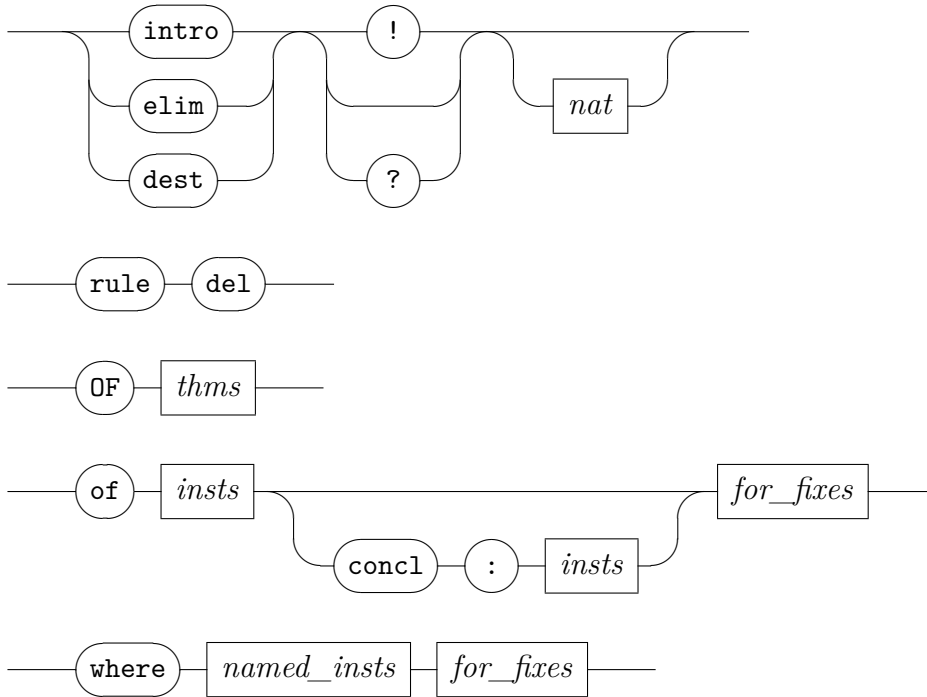 intro !
elim nat
dest ?
rule del
OF thms
of insts for_fixes
concl : insts
where named_insts for_fixes